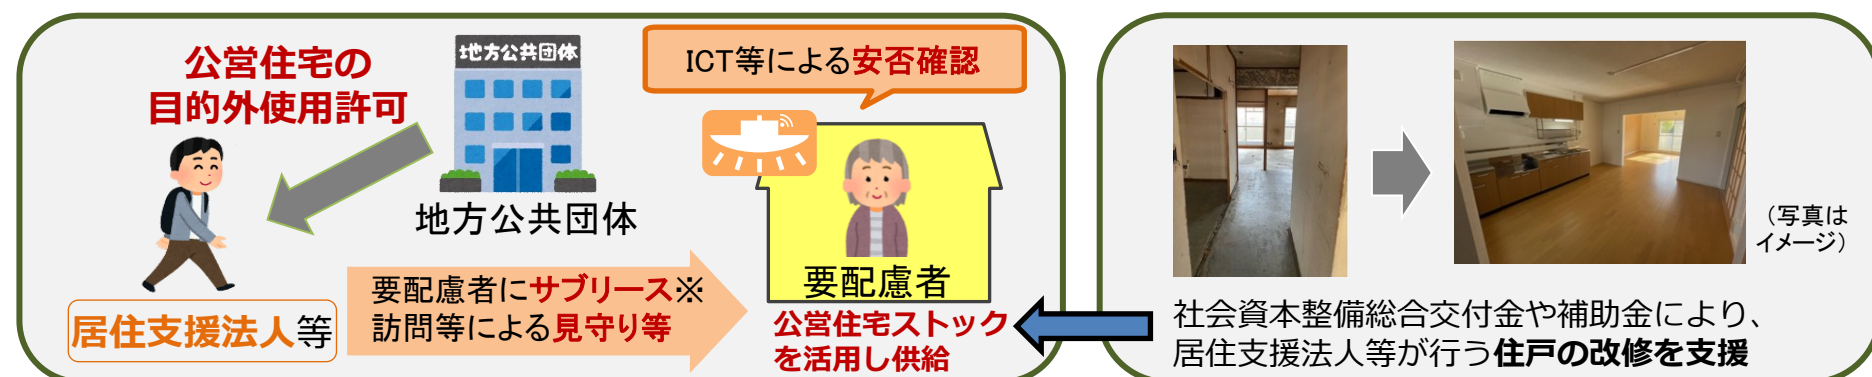 公営住宅の
目的外使用許可
地方公共団体
地方公共団体
ICT等による安否確認
居住支援法人等
要配慮者にサブリース※
訪問等による見守り等
要配慮者
公営住宅ストック
を活用し供給
（写真は
イメージ）
社会資本整備総合交付金や補助金により、
居住支援法人等が行う住戸の改修を支援